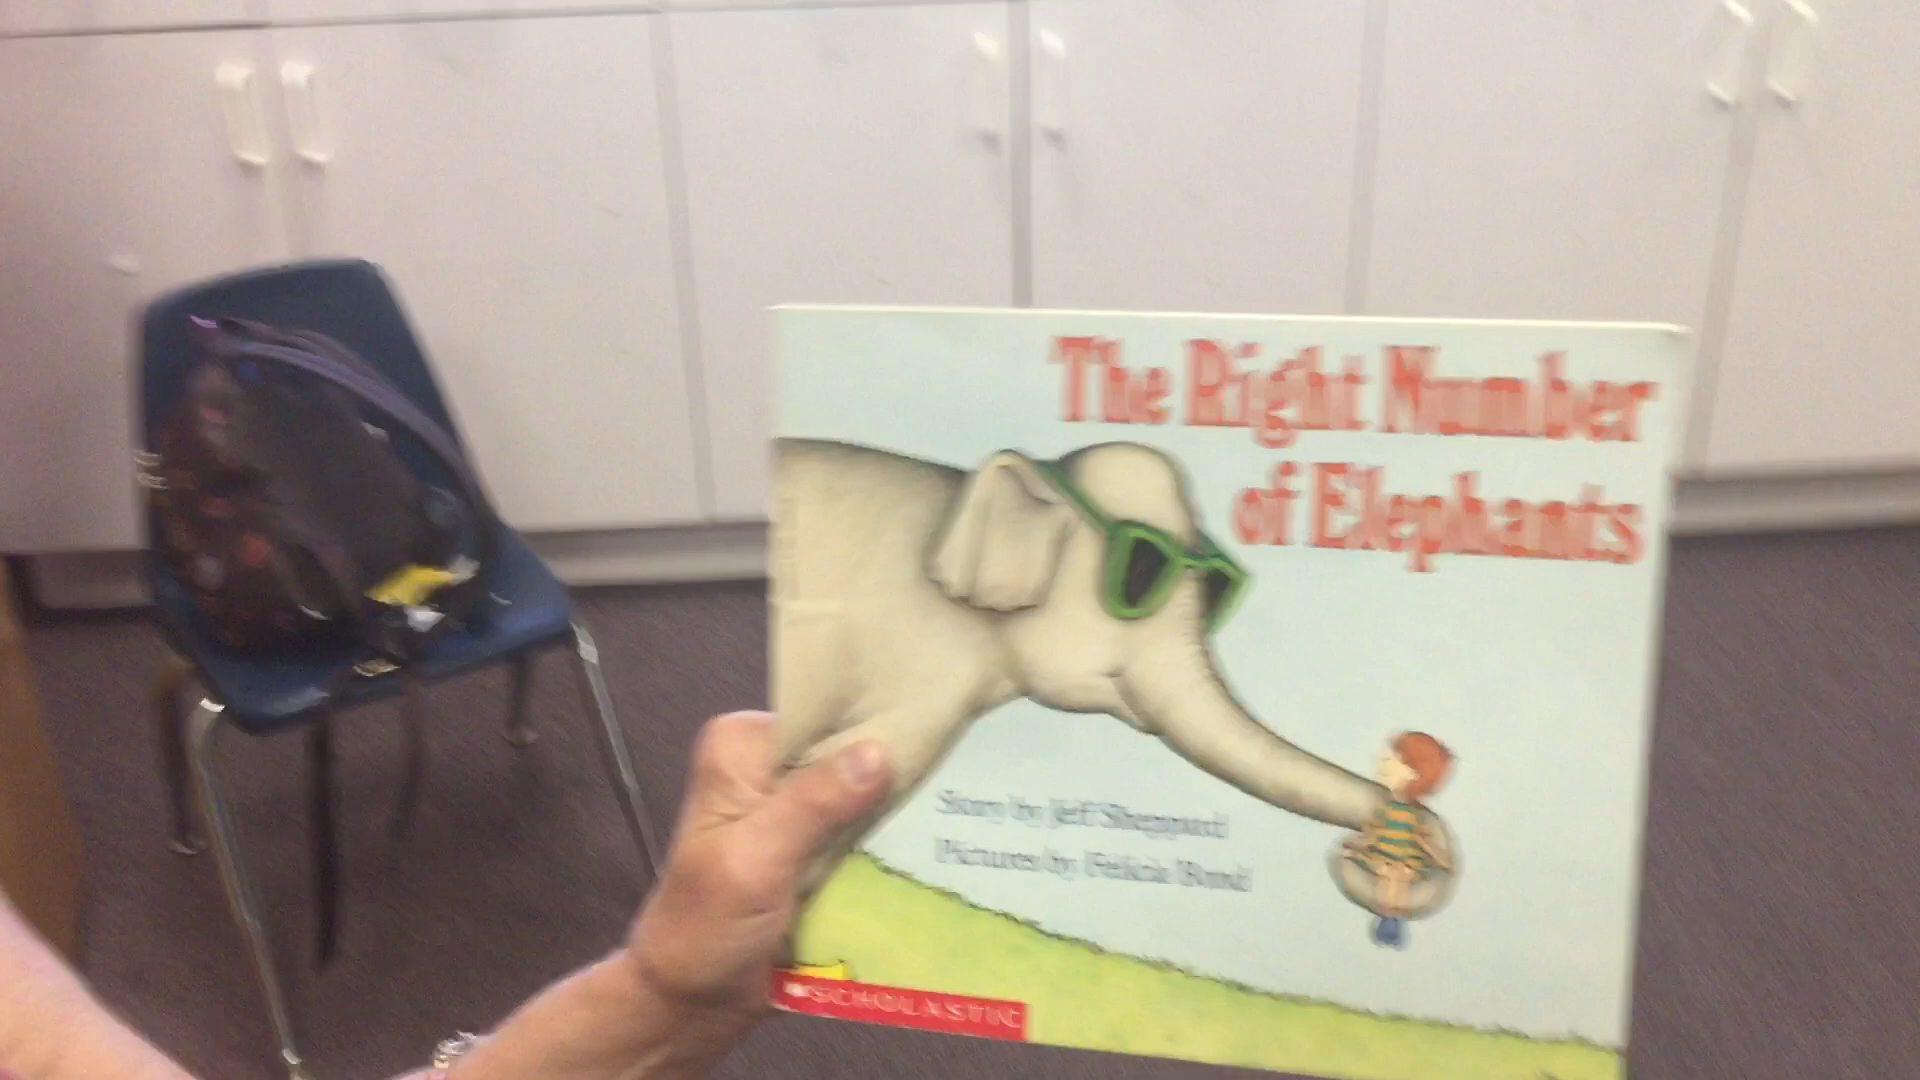 The Right Number
of Elephants
Story by Jeff Sheppard
Pictures by Felicia Bond
SCHOLASTIC